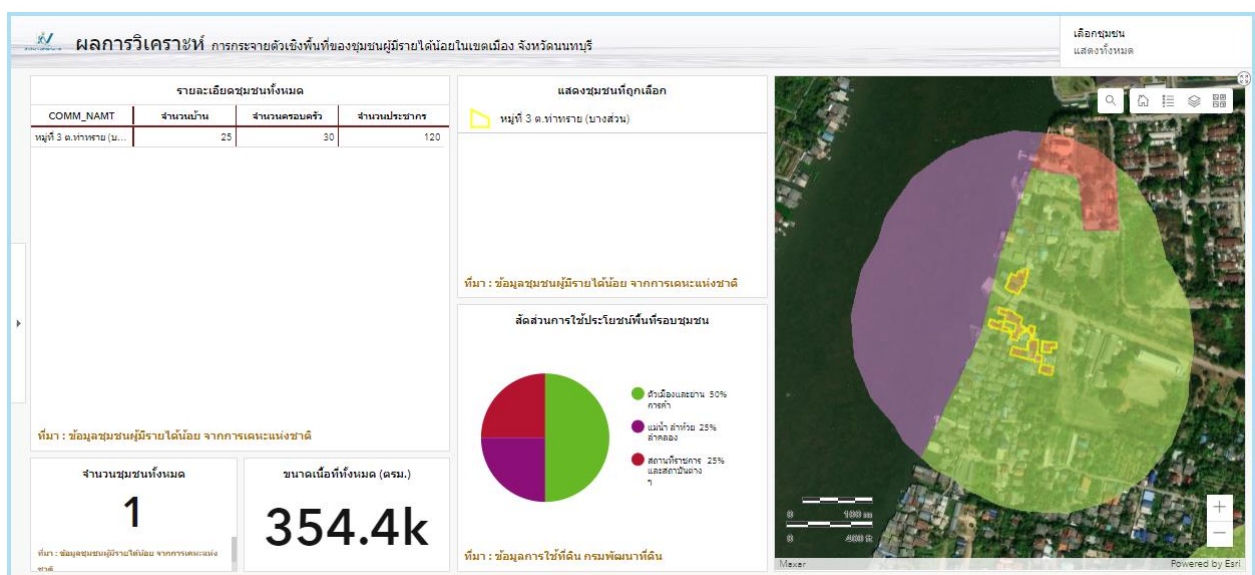 ผลการวิเคราะห์ การกระจายตัวเชิงพื้นที่ของชุมชนผู้มีรายได้น้อยในเขตเมือง จังหวัดนนทบุรี
เลือกชุมชน
แสดงทั้งหมด
รายละเอียดชุมชนทั้งหมด
COMM_NAMT จำนวนบ้าน จำนวนครอบครัว จำนวนประชากร
หมู่ที่ 3 ต.ท่าทราย (บ... 25 30 120
ที่มา : ข้อมูลชุมชนผู้มีรายได้น้อย จากการเคหะแห่งชาติ
แสดงชุมชนที่ถูกเลือก
หมู่ที่ 3 ต.ท่าทราย (บางส่วน)
ที่มา : ข้อมูลชุมชนผู้มีรายได้น้อย จากการเคหะแห่งชาติ
จำนวนชุมชนทั้งหมด
1
ที่มา : ข้อมูลชุมชนผู้มีรายได้น้อย จากการเคหะแห่ง
ชาติ
ขนาดเนื้อที่ทั้งหมด (ตรม.)
354.4k
สัดส่วนการใช้ประโยชน์พื้นที่รอบชุมชน
ตัวเมืองและย่าน 50%
การค้า
แม่น้ำ ลำห้วย 25%
ลำคลอง
สถานที่ราชการ 25%
และสถาบันต่าง
ๆ
ที่มา : ข้อมูลการใช้ที่ดิน กรมพัฒนาที่ดิน
0 100 m
0 400 ft
Maxar
Powered by Esri